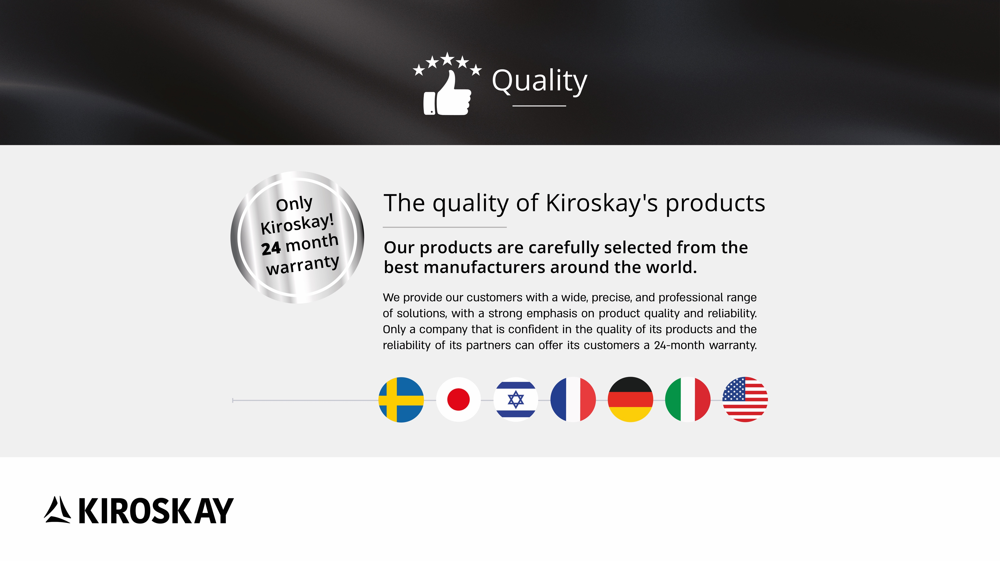 Quality
Only
Kiroskay!
24 month
warranty
The quality of Kiroskay's products
Our products are carefully selected from the
best manufacturers around the world.
We provide our customers with a wide, precise, and professional range
of solutions, with a strong emphasis on product quality and reliability.
Only a company that is confident in the quality of its products and the
reliability of its partners can offer its customers a 24-month warranty.
KIROSKAY